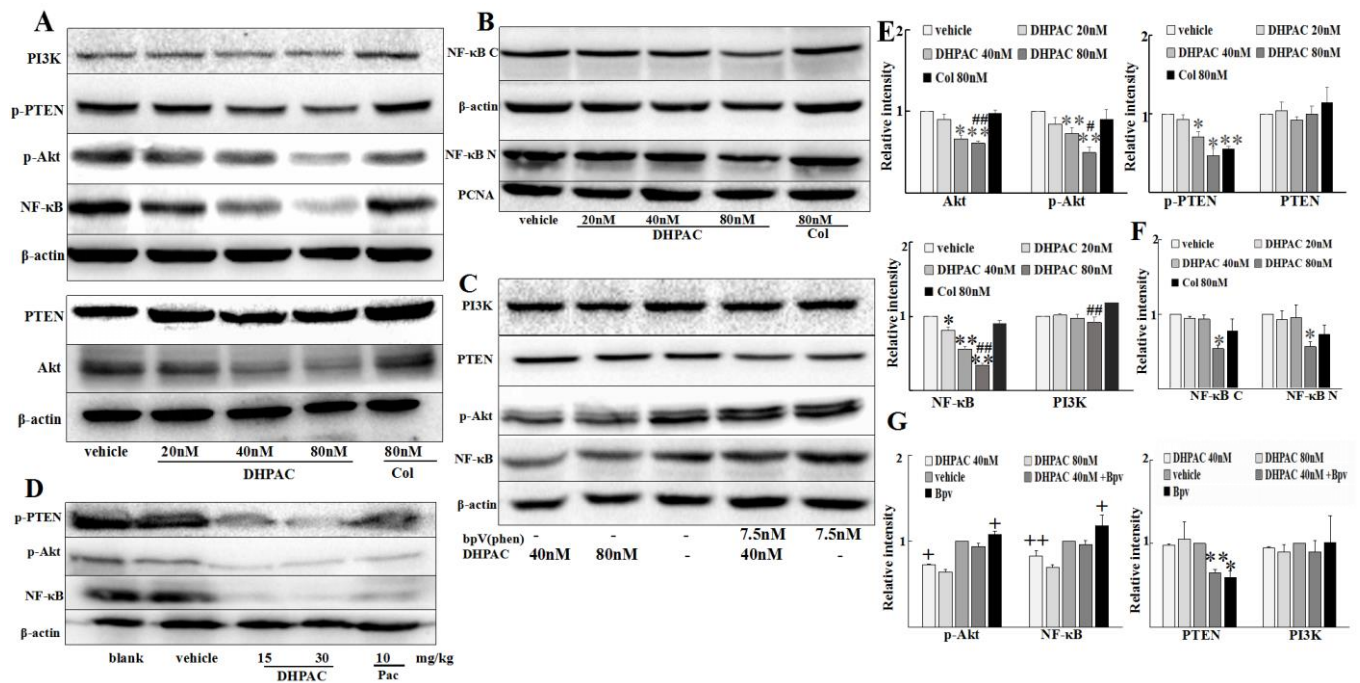 A
PI3K
p-PTEN
p-Akt
NF-κB
β-actin
PTEN
Akt
β-actin
vehicle 20nM 40nM 80nM 80nM
DHPAC Col
B
NF-κB C
β-actin
NF-κB N
PCNA
vehicle 20nM 40nM 80nM 80nM
DHPAC Col
C
PI3K
PTEN
p-Akt
NF-κB
β-actin
bpV(phen) - - - 7.5nM 7.5nM
DHPAC 40nM 80nM - 40nM -
D
p-PTEN
p-Akt
NF-κB
β-actin
blank vehicle 15 30 10 mg/kg
DHPAC Pac
E
Relative intensity
2
1
vehicle DHPAC 20nM
DHPAC 40nM DHPAC 80nM
Col 80nM
* ## ** ** # **
Akt p-Akt
Relative intensity
2
1
vehicle DHPAC 20nM
DHPAC 40nM DHPAC 80nM
Col 80nM
* * **
p-PTEN PTEN
Relative intensity
2
1
vehicle DHPAC 20nM
DHPAC 40nM DHPAC 80nM
Col 80nM
* ** ## ** ##
NF-κB PI3K
F
Relative intensity
2
1
vehicle DHPAC 20nM
DHPAC 40nM DHPAC 80nM
Col 80nM
* *
NF-κB C NF-κB N
G
Relative intensity
2
1
DHPAC 40nM DHPAC 80nM
vehicle DHPAC 40nM +Bpv
Bpv
+ + ++ +
p-Akt NF-κB
Relative intensity
2
1
DHPAC 40nM DHPAC 80nM
vehicle DHPAC 40nM +Bpv
Bpv
** *
PTEN PI3K